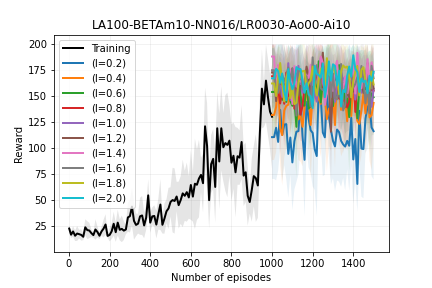 LA100-BETAm10-NN016/LR0030-Ao00-Ai10
Reward
200
175
150
125
100
75
50
25
Training
(l=0.2)
(l=0.4)
(l=0.6)
(l=0.8)
(l=1.0)
(l=1.2)
(l=1.4)
(l=1.6)
(l=1.8)
(l=2.0)
0 200 400 600 800 1000 1200 1400
Number of episodes